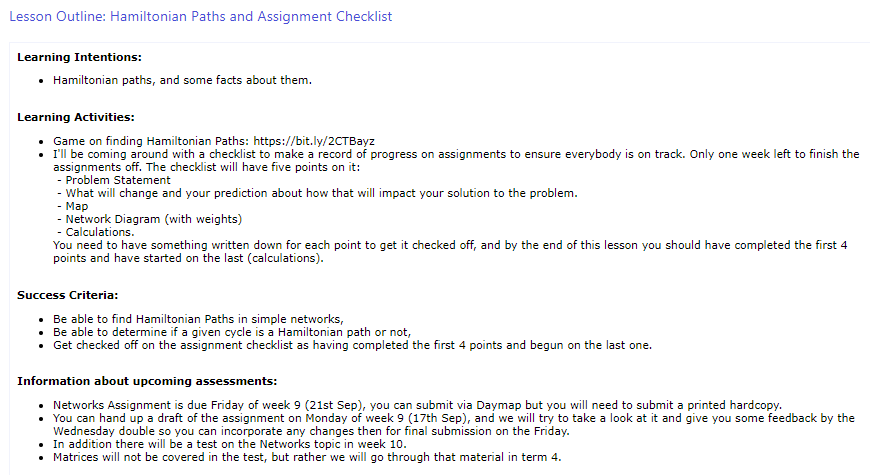 Lesson Outline: Hamiltonian Paths and Assignment Checklist
Learning Intentions:
• Hamiltonian paths, and some facts about them.
Learning Activities:
• Game on finding Hamiltonian Paths: https://bit.ly/2CTBayz
• I'll be coming around with a checklist to make a record of progress on assignments to ensure everybody is on track. Only one week left to finish the
assignments off. The checklist will have five points on it:
- Problem Statement
- What will change and your prediction about how that will impact your solution to the problem.
- Map
- Network Diagram (with weights)
- Calculations.
You need to have something written down for each point to get it checked off, and by the end of this lesson you should have completed the first 4
points and have started on the last (calculations).
Success Criteria:
• Be able to find Hamiltonian Paths in simple networks,
• Be able to determine if a given cycle is a Hamiltonian path or not,
• Get checked off on the assignment checklist as having completed the first 4 points and begun on the last one.
Information about upcoming assessments:
• Networks Assignment is due Friday of week 9 (21st Sep), you can submit via Daymap but you will need to submit a printed hardcopy.
• You can hand up a draft of the assignment on Monday of week 9 (17th Sep), and we will try to take a look at it and give you some feedback by the
Wednesday double so you can incorporate any changes then for final submission on the Friday.
• In addition there will be a test on the Networks topic in week 10.
• Matrices will not be covered in the test, but rather we will go through that material in term 4.